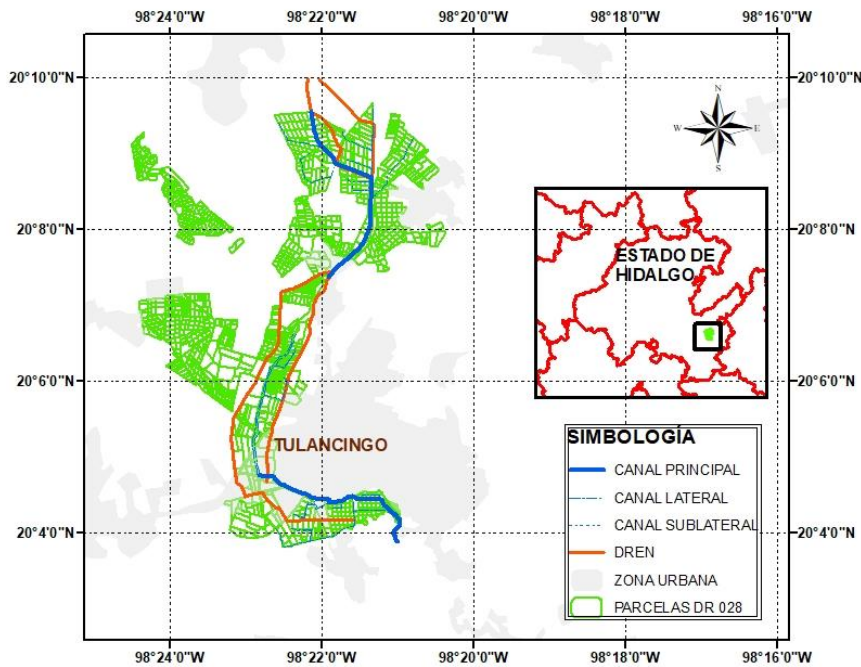 98°24'0"W 98°22'0"W 98°20'0"W 98°18'0"W 98°16'0"W
20°10'0"N 20°10'0"N
N
W E
S
20°8'0"N 20°8'0"N
ESTADO DE
HIDALGO
20°6'0"N 20°6'0"N
TULANCINGO
SIMBOLOGÍA
CANAL PRINCIPAL
CANAL LATERAL
CANAL SUBLATERAL
DREN
ZONA URBANA
PARCELAS DR 028
20°4'0"N 20°4'0"N
98°24'0"W 98°22'0"W 98°20'0"W 98°18'0"W 98°16'0"W